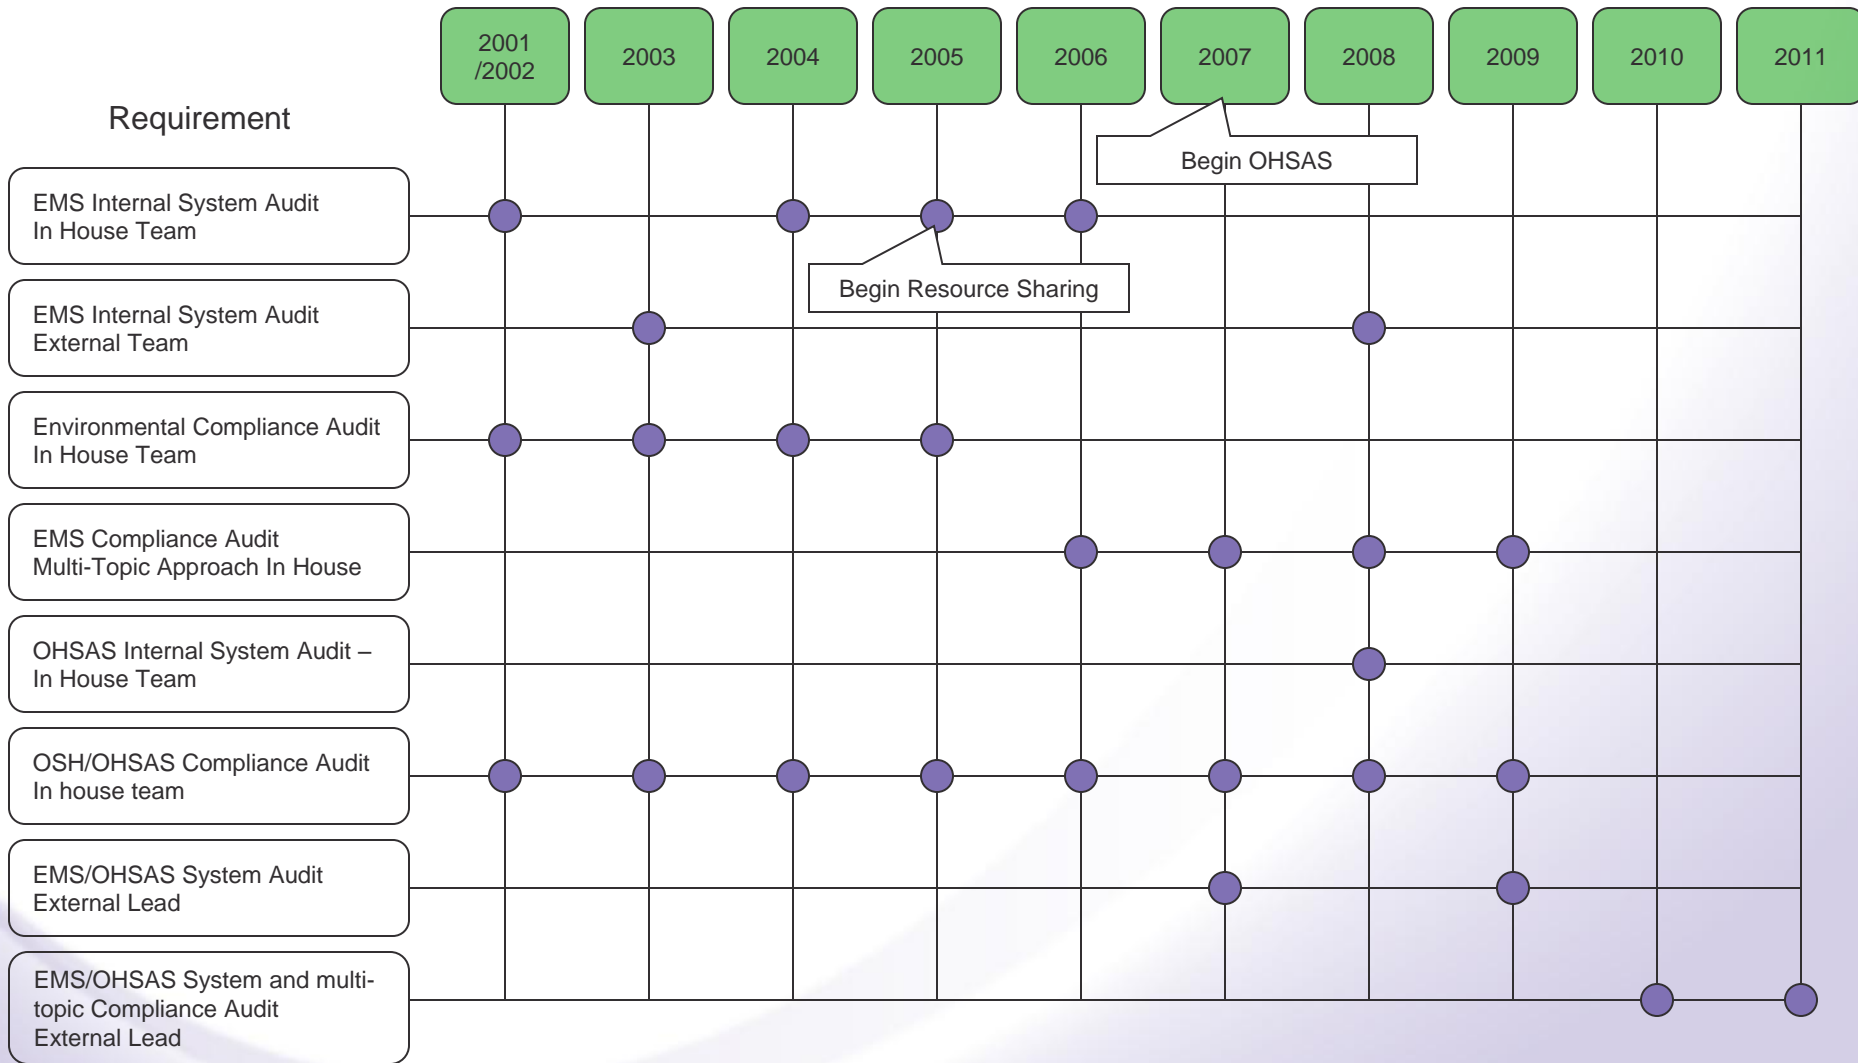 2001
/2002
2003
2004
2005
2006
2007
2008
2009
2010
2011
Requirement
Begin OHSAS
EMS Internal System Audit
In House Team
Begin Resource Sharing
EMS Internal System Audit
External Team
Environmental Compliance Audit
In House Team
EMS Compliance Audit
Multi-Topic Approach In House
OHSAS Internal System Audit –
In House Team
OSH/OHSAS Compliance Audit
In house team
EMS/OHSAS System Audit
External Lead
EMS/OHSAS System and multi-
topic Compliance Audit
External Lead